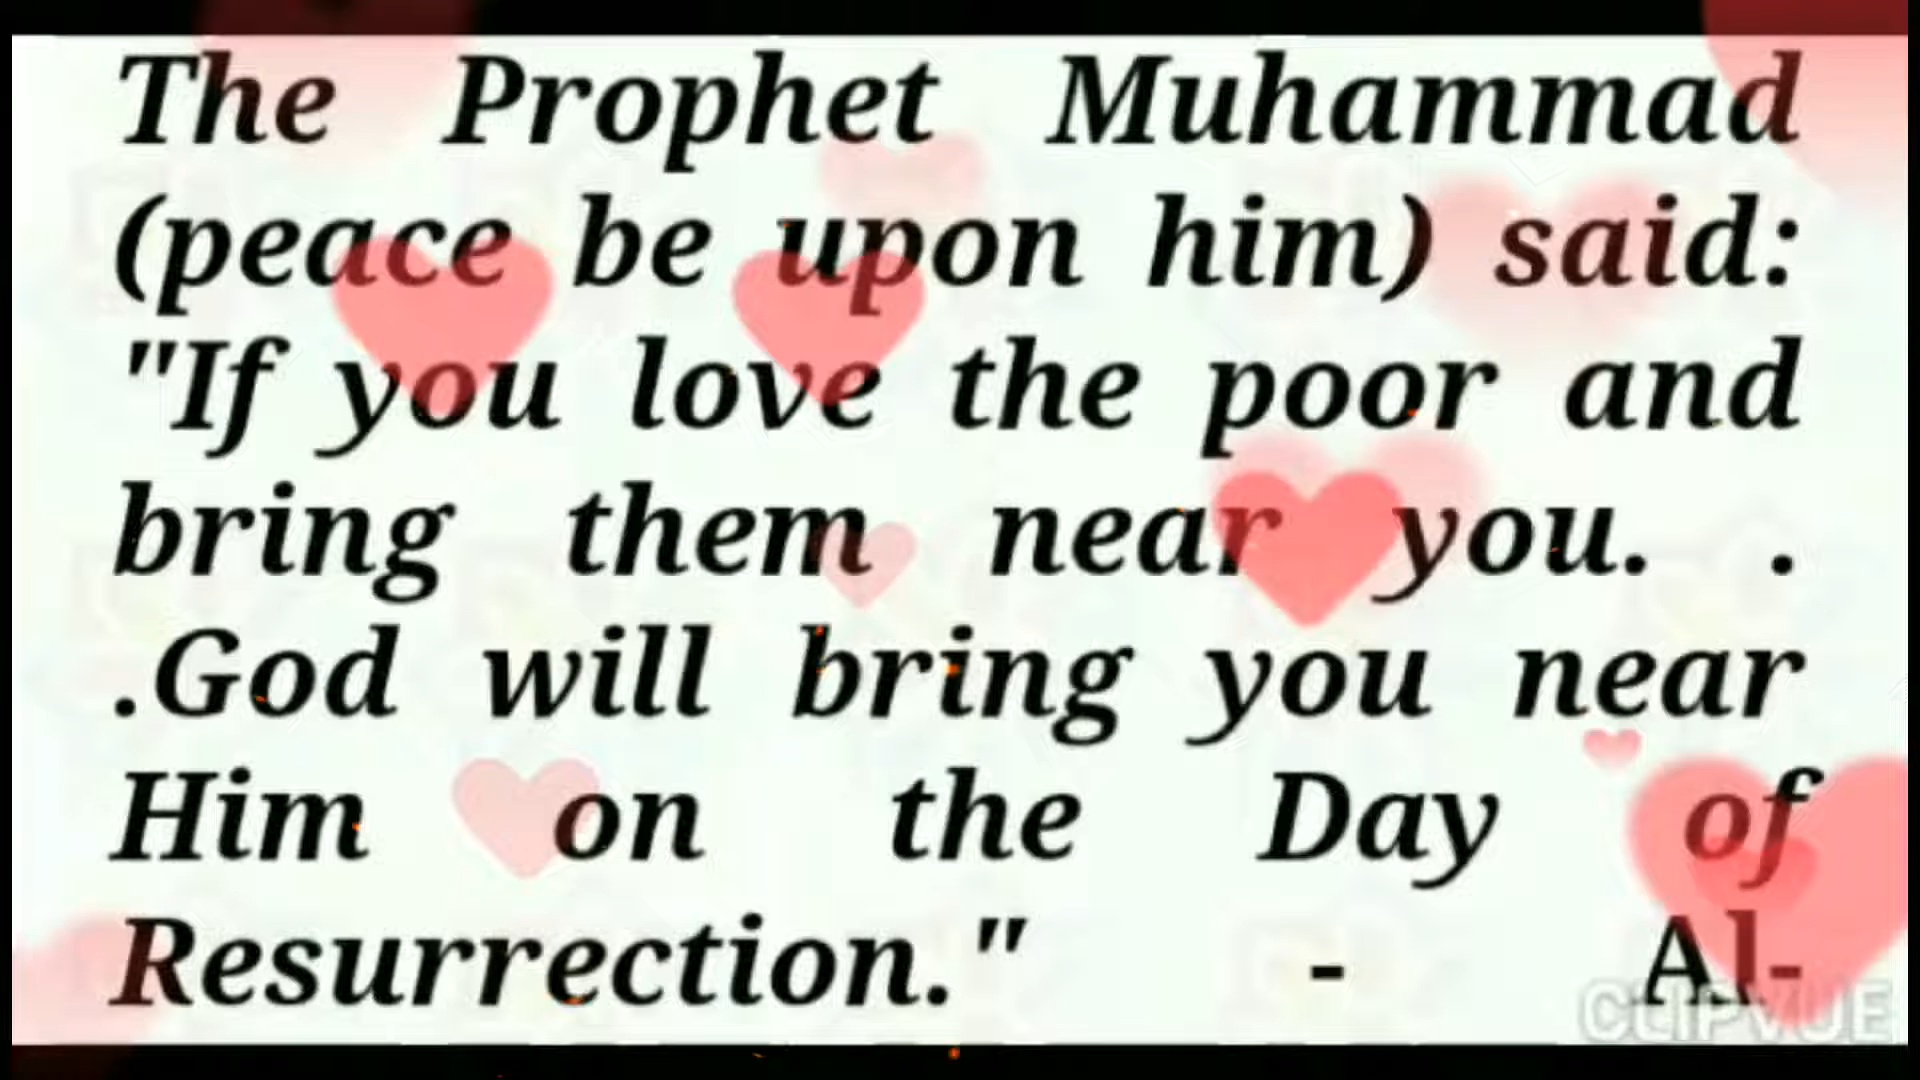 The Prophet Muhammad
(peace be upon him) said:
"If you love the poor and
bring them near you. .
.God will bring you near
Him on the Day of
Resurrection." - Al-
CLIPVUE